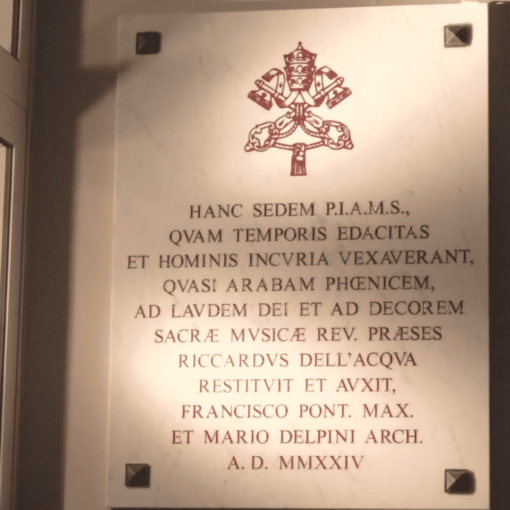 HANC SEDEM P.I.A.M.S.,
QVAM TEMPORIS EDACITAS
ET HOMINIS INCVRIA VEXAVERANT,
QVASI ARABAM PHŒNICEM,
AD LAVDEM DEI ET AD DECOREM
SACRÆ MVSICÆ REV. PRÆSES
RICCARDVS DELL'ACQVA
RESTITVIT ET AVXIT,
FRANCISCO PONT. MAX.
ET MARIO DELPINI ARCH.
A. D. MMXXIV